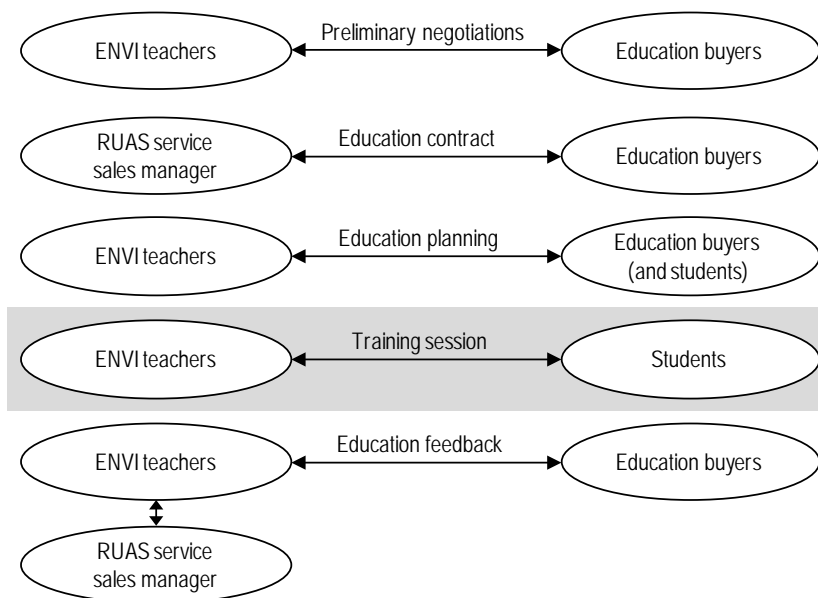 ENVI teachers
Preliminary negotiations
Education buyers
RUAS service
sales manager
Education contract
Education buyers
ENVI teachers
Education planning
Education buyers
(and students)
ENVI teachers
Training session
Students
ENVI teachers
Education feedback
Education buyers
RUAS service
sales manager